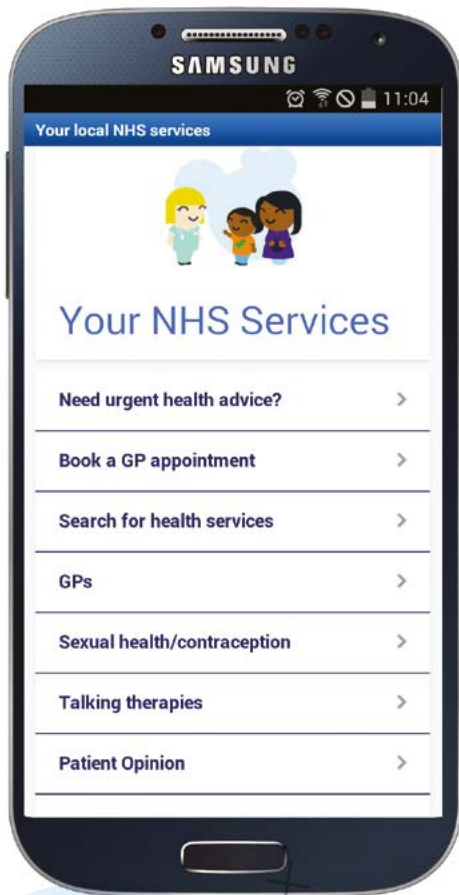 SAMSUNG
11:04
Your local NHS services
Your NHS Services
Need urgent health advice?
Book a GP appointment
Search for health services
GPs
Sexual health/contraception
Talking therapies
Patient Opinion